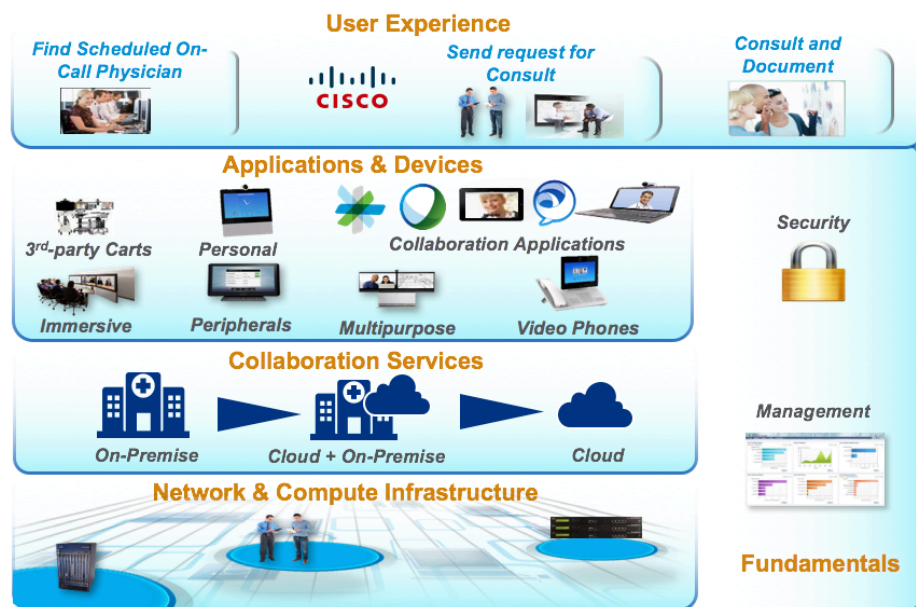 User Experience
Find Scheduled On-
Call Physician
CISCO
Send request for
Consult
Consult and
Document
Applications & Devices
3rd-party Carts
Personal
Collaboration Applications
Immersive
Peripherals
Multipurpose
Video Phones
Security
Collaboration Services
On-Premise
Cloud + On-Premise
Cloud
Management
Network & Compute Infrastructure
Fundamentals